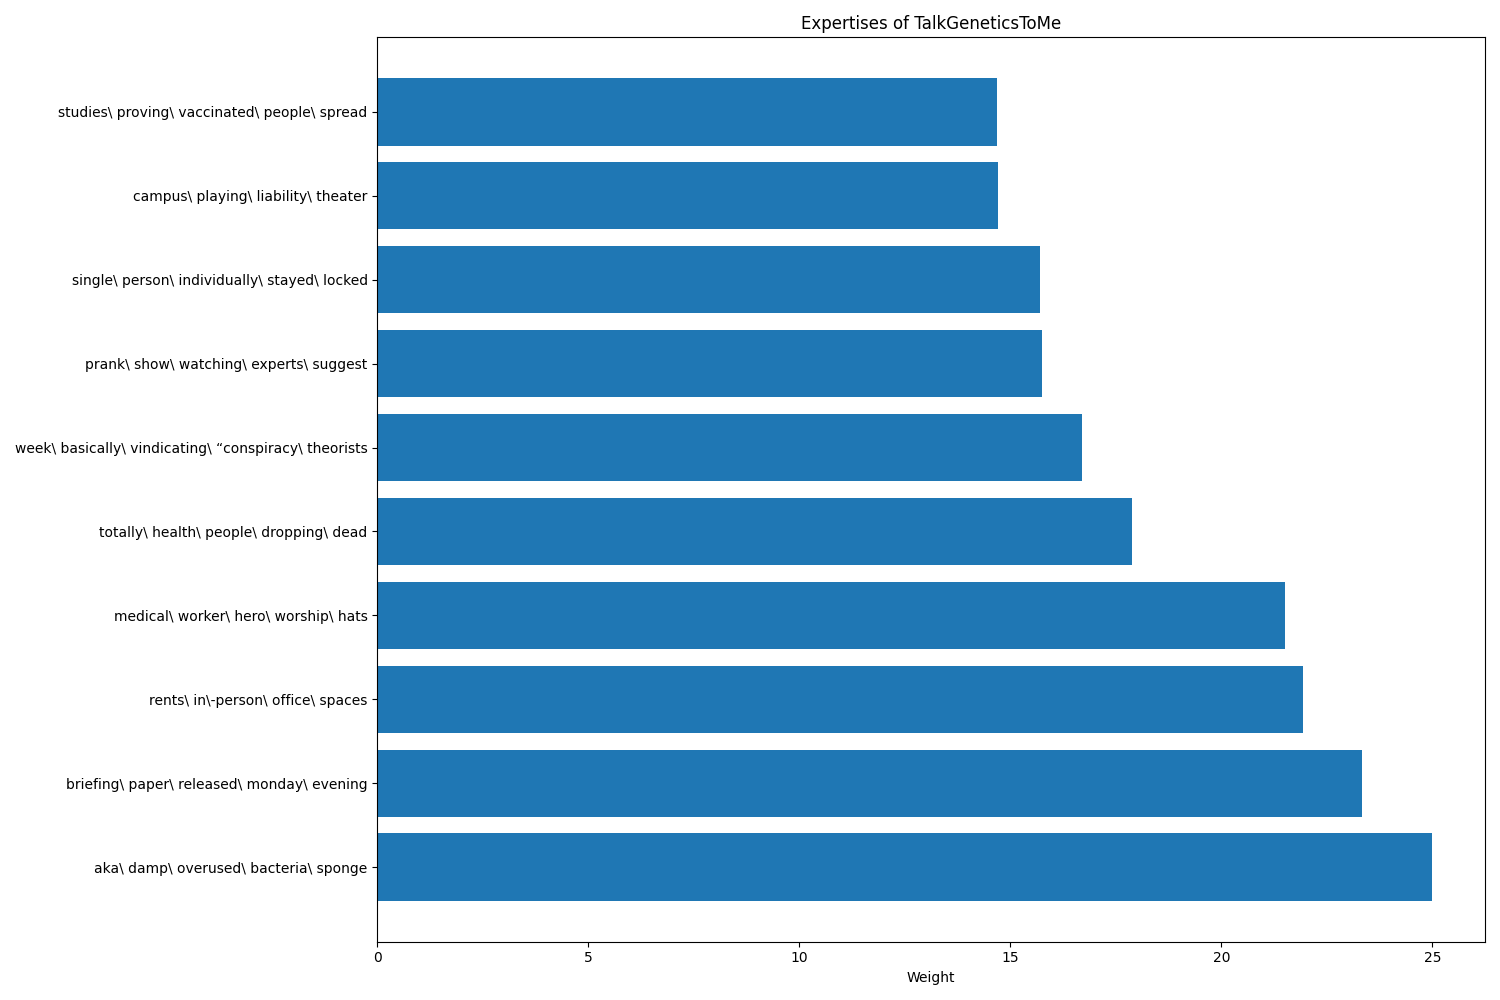 Expertises of TalkGeneticsToMe
studies\ proving\ vaccinated\ people\ spread
campus\ playing\ liability\ theater
single\ person\ individually\ stayed\ locked
prank\ show\ watching\ experts\ suggest
week\ basically\ vindicating\ “conspiracy\ theorists
totally\ health\ people\ dropping\ dead
medical\ worker\ hero\ worship\ hats
rents\ in\-person\ office\ spaces
briefing\ paper\ released\ monday\ evening
aka\ damp\ overused\ bacteria\ sponge
0 5 10 15 20 25
Weight